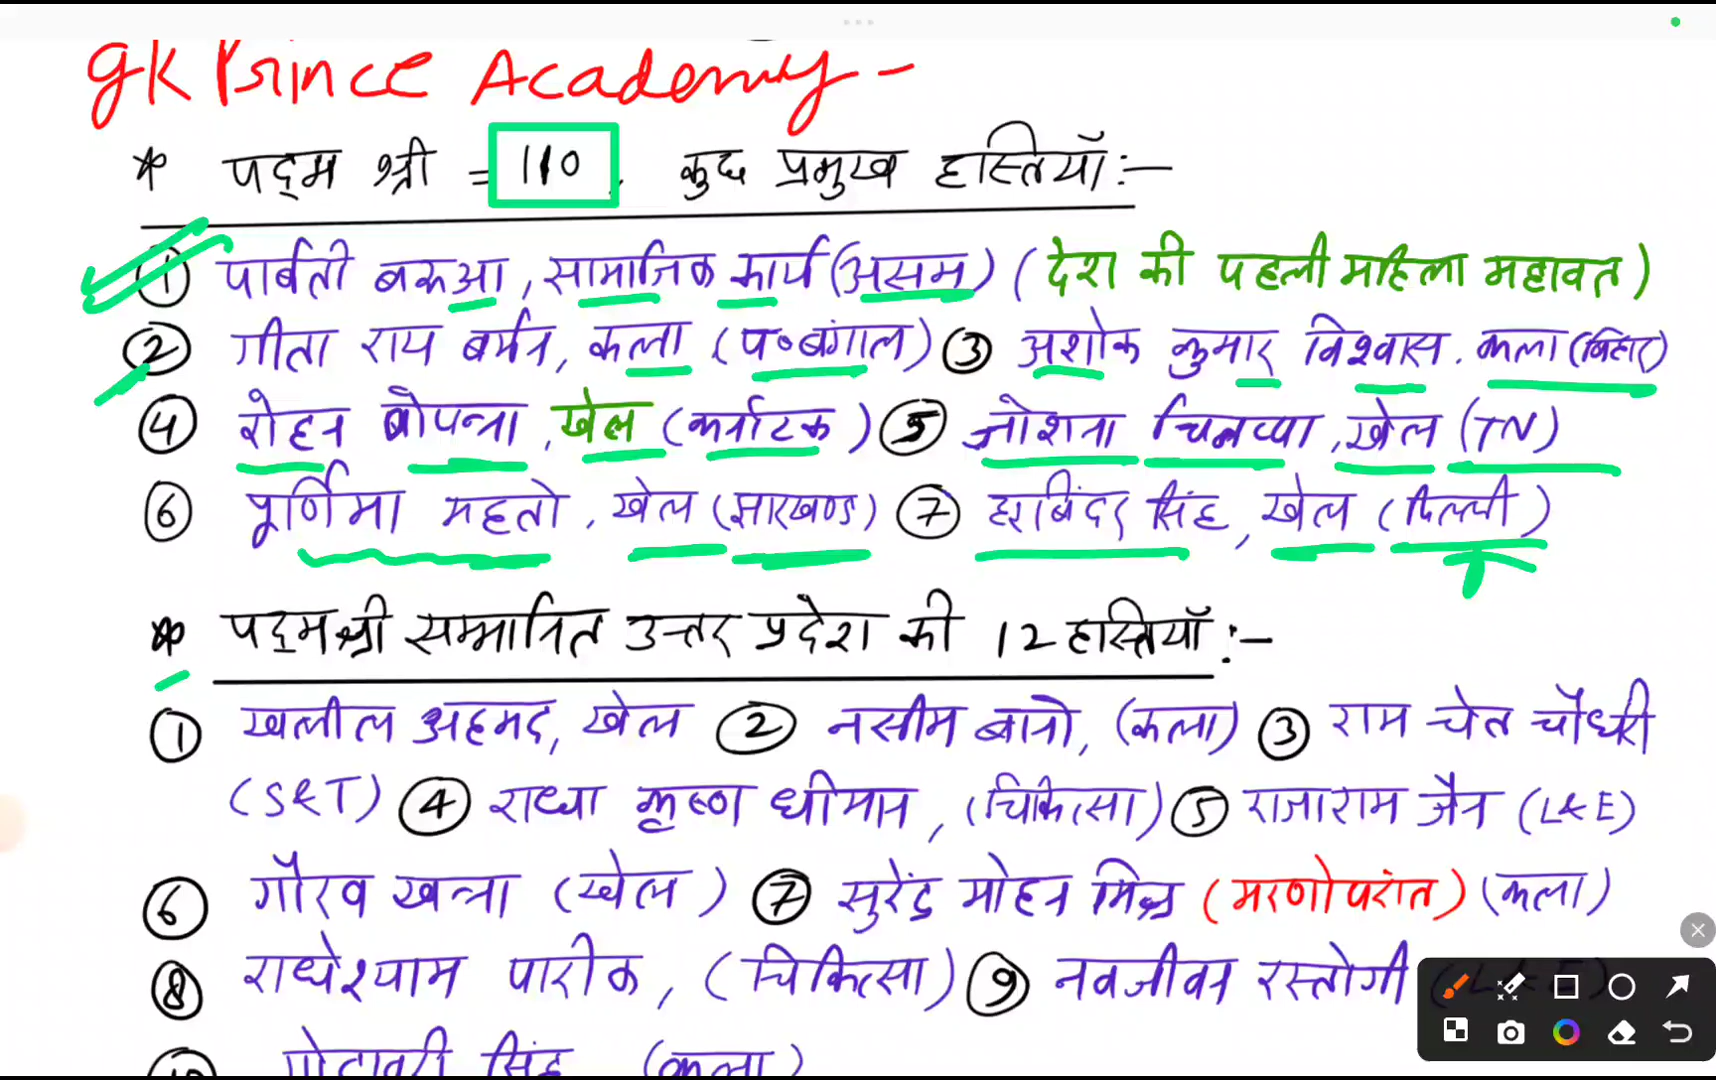 GK Prince Academy -
* पद्म श्री = 110. कुछ प्रमुख हस्तियाँ:-
① पार्बती बरुआ, सामाजिक कार्य (असम) (देश की पहली महिला महावत)
② गीता राय बर्मन, कला (प॰ बंगाल) ③ अशोक कुमार विश्वास. कला (बिहार)
④ रोहन बोपन्ना, खेल (कर्नाटक) ⑤ जोशना चिनप्पा, खेल (TN)
⑥ पूर्णिमा महतो, खेल (झारखण्ड) ⑦ हरबिंदर सिंह, खेल (दिल्ली)
* पद्मश्री सम्मानित उत्तर प्रदेश की 12 हस्तियाँ:-
① खलील अहमद, खेल ② नसीम बानो, (कला) ③ राम चेत चौधरी
(S&T) ④ राधा कृष्ण धीमान, (चिकित्सा) ⑤ राजाराम जैन (L&E)
⑥ गौरव खन्ना (खेल) ⑦ सुरेंद्र मोहन मिश्र (मरणोपरांत) (कला)
⑧ राधेश्याम पारीक, (चिकित्सा) ⑨ नवजीवन रस्तोगी (L&E)
⑩ गोदावरी सिंह (कला)